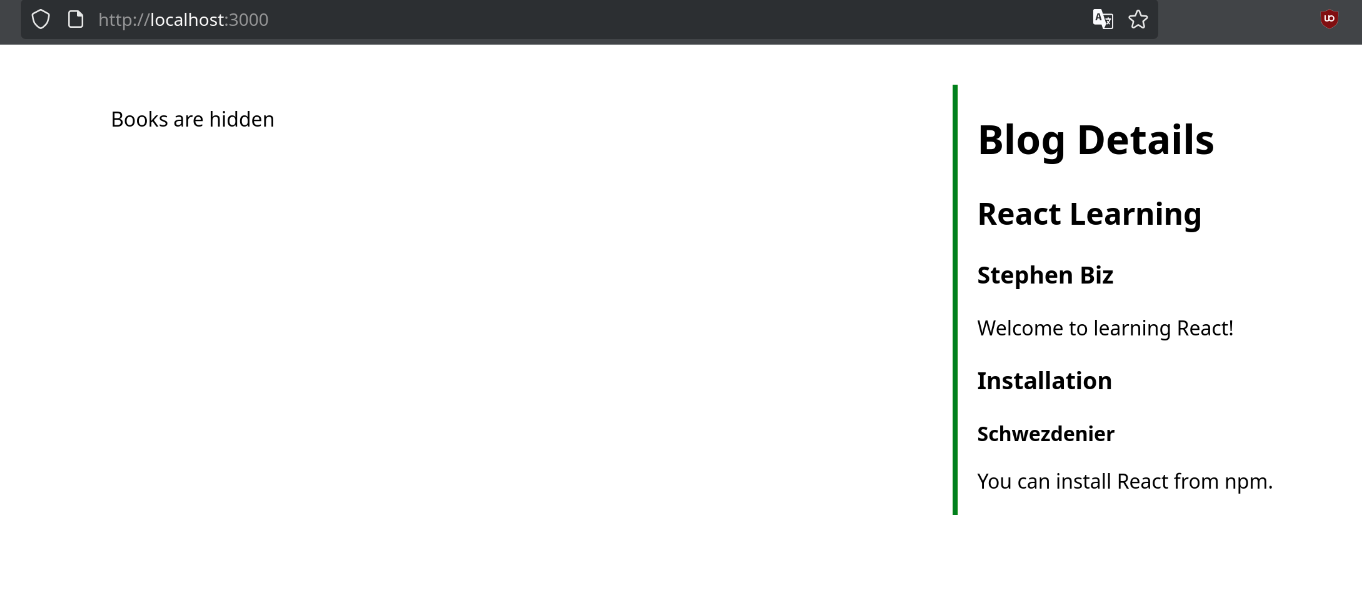 http://localhost:3000
Books are hidden
Blog Details
React Learning
Stephen Biz
Welcome to learning React!
Installation
Schwezdenier
You can install React from npm.